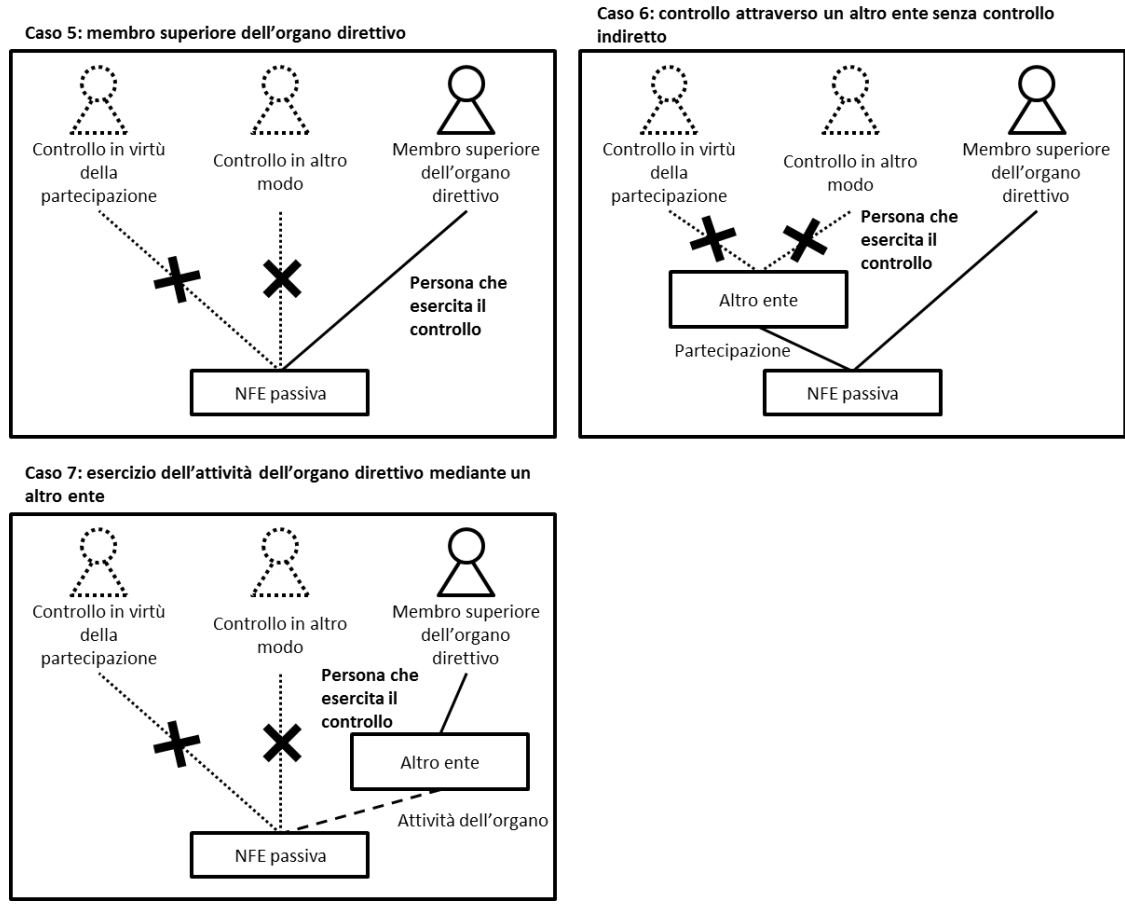 Caso 5: membro superiore dell'organo direttivo
Controllo in virtù
della
partecipazione
Controllo in altro
modo
Membro superiore
dell'organo
direttivo
Persona che
esercita il
controllo
NFE passiva
Caso 6: controllo attraverso un altro ente senza controllo
indiretto
Controllo in virtù
della
partecipazione
Controllo in altro
modo
Membro superiore
dell'organo
direttivo
Persona che
esercita il
controllo
Altro ente
Partecipazione
NFE passiva
Caso 7: esercizio dell'attività dell'organo direttivo mediante un
altro ente
Controllo in virtù
della
partecipazione
Controllo in altro
modo
Membro superiore
dell'organo
direttivo
Persona che
esercita il
controllo
Altro ente
Attività dell'organo
NFE passiva